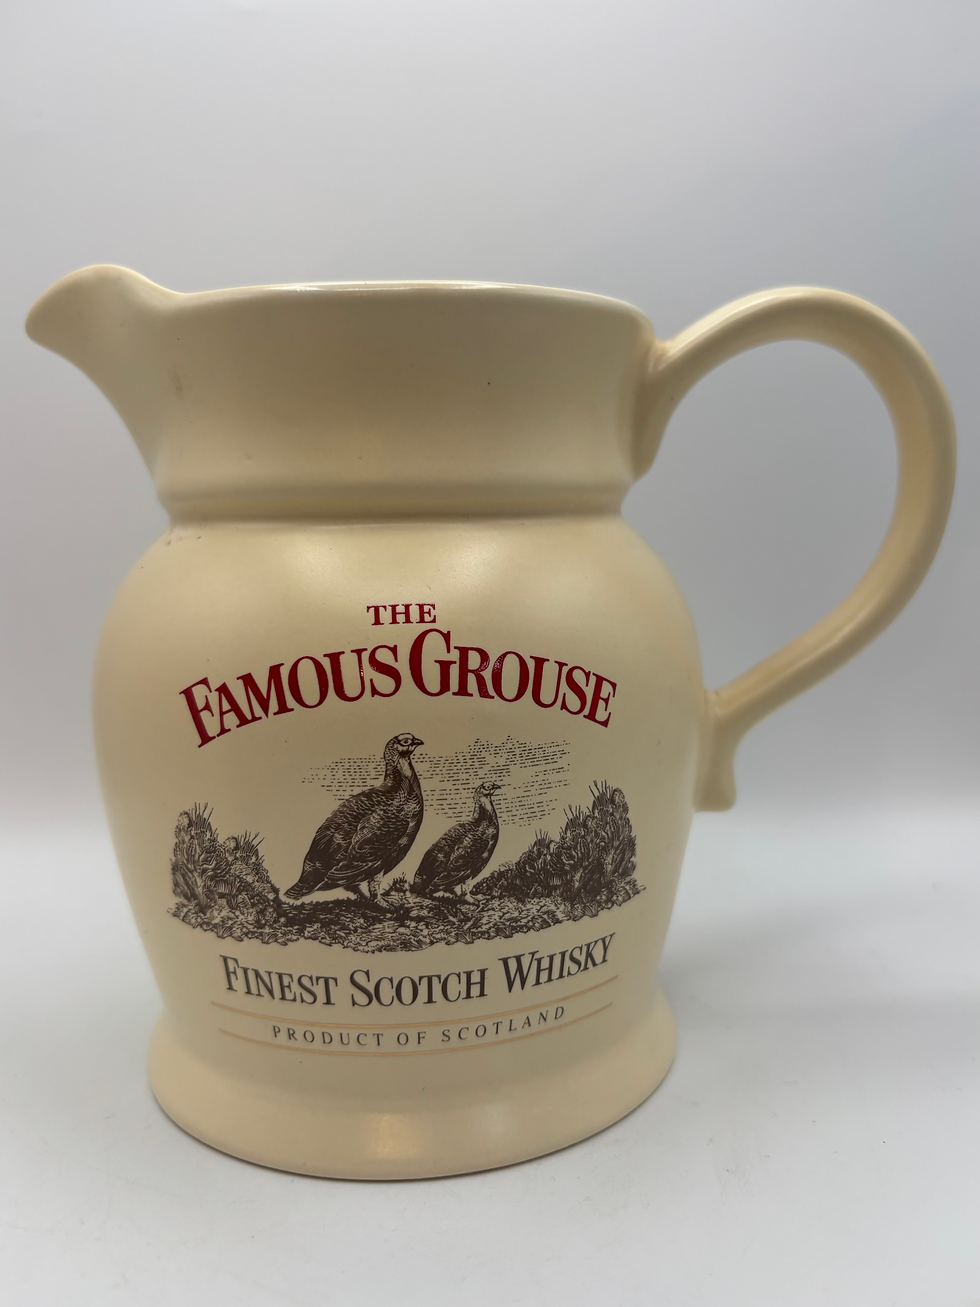 THE
FAMOUS GROUSE
FINEST SCOTCH WHISKY
PRODUCT OF SCOTLAND